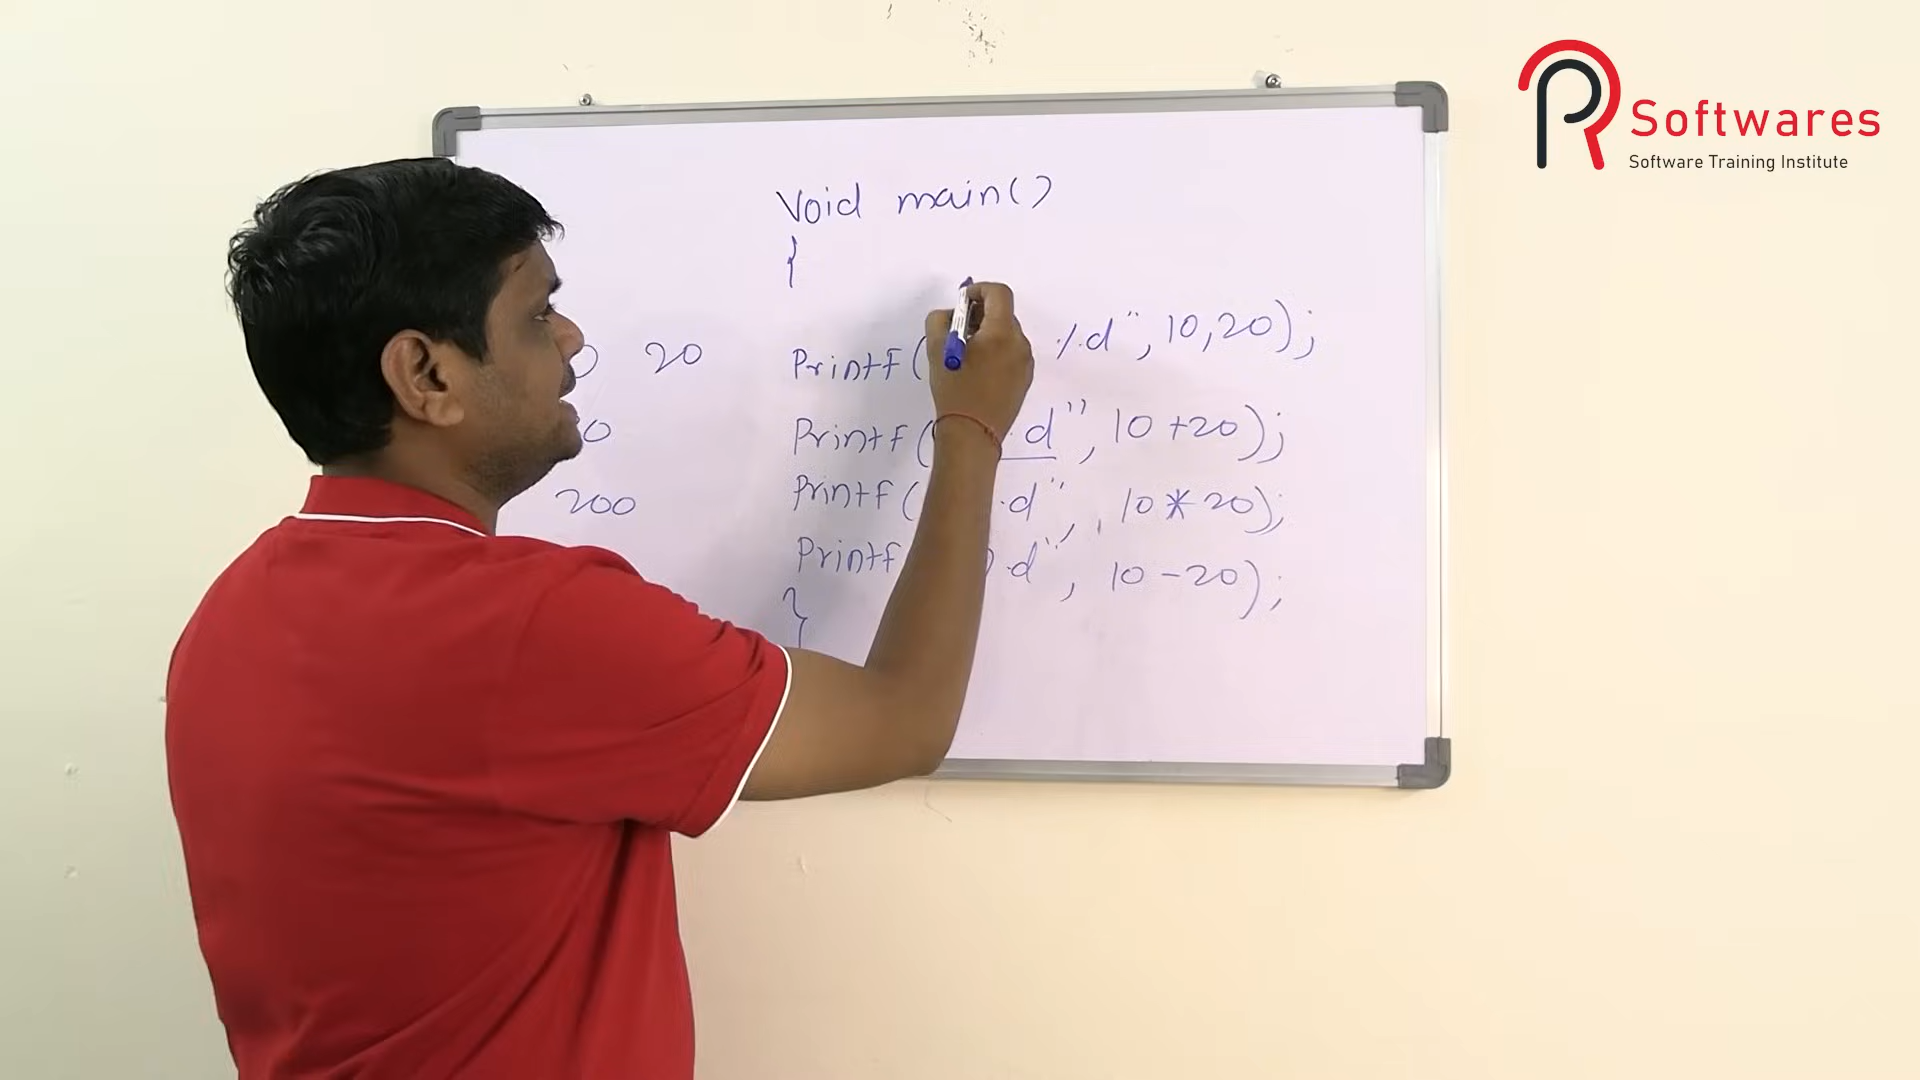 R Softwares
Software Training Institute
Void main()
{
20 Printf( %d", 10,20);
0 Printf( .d", 10+20);
200 Printf( .d", 10*20);
Printf .d", 10-20);
}